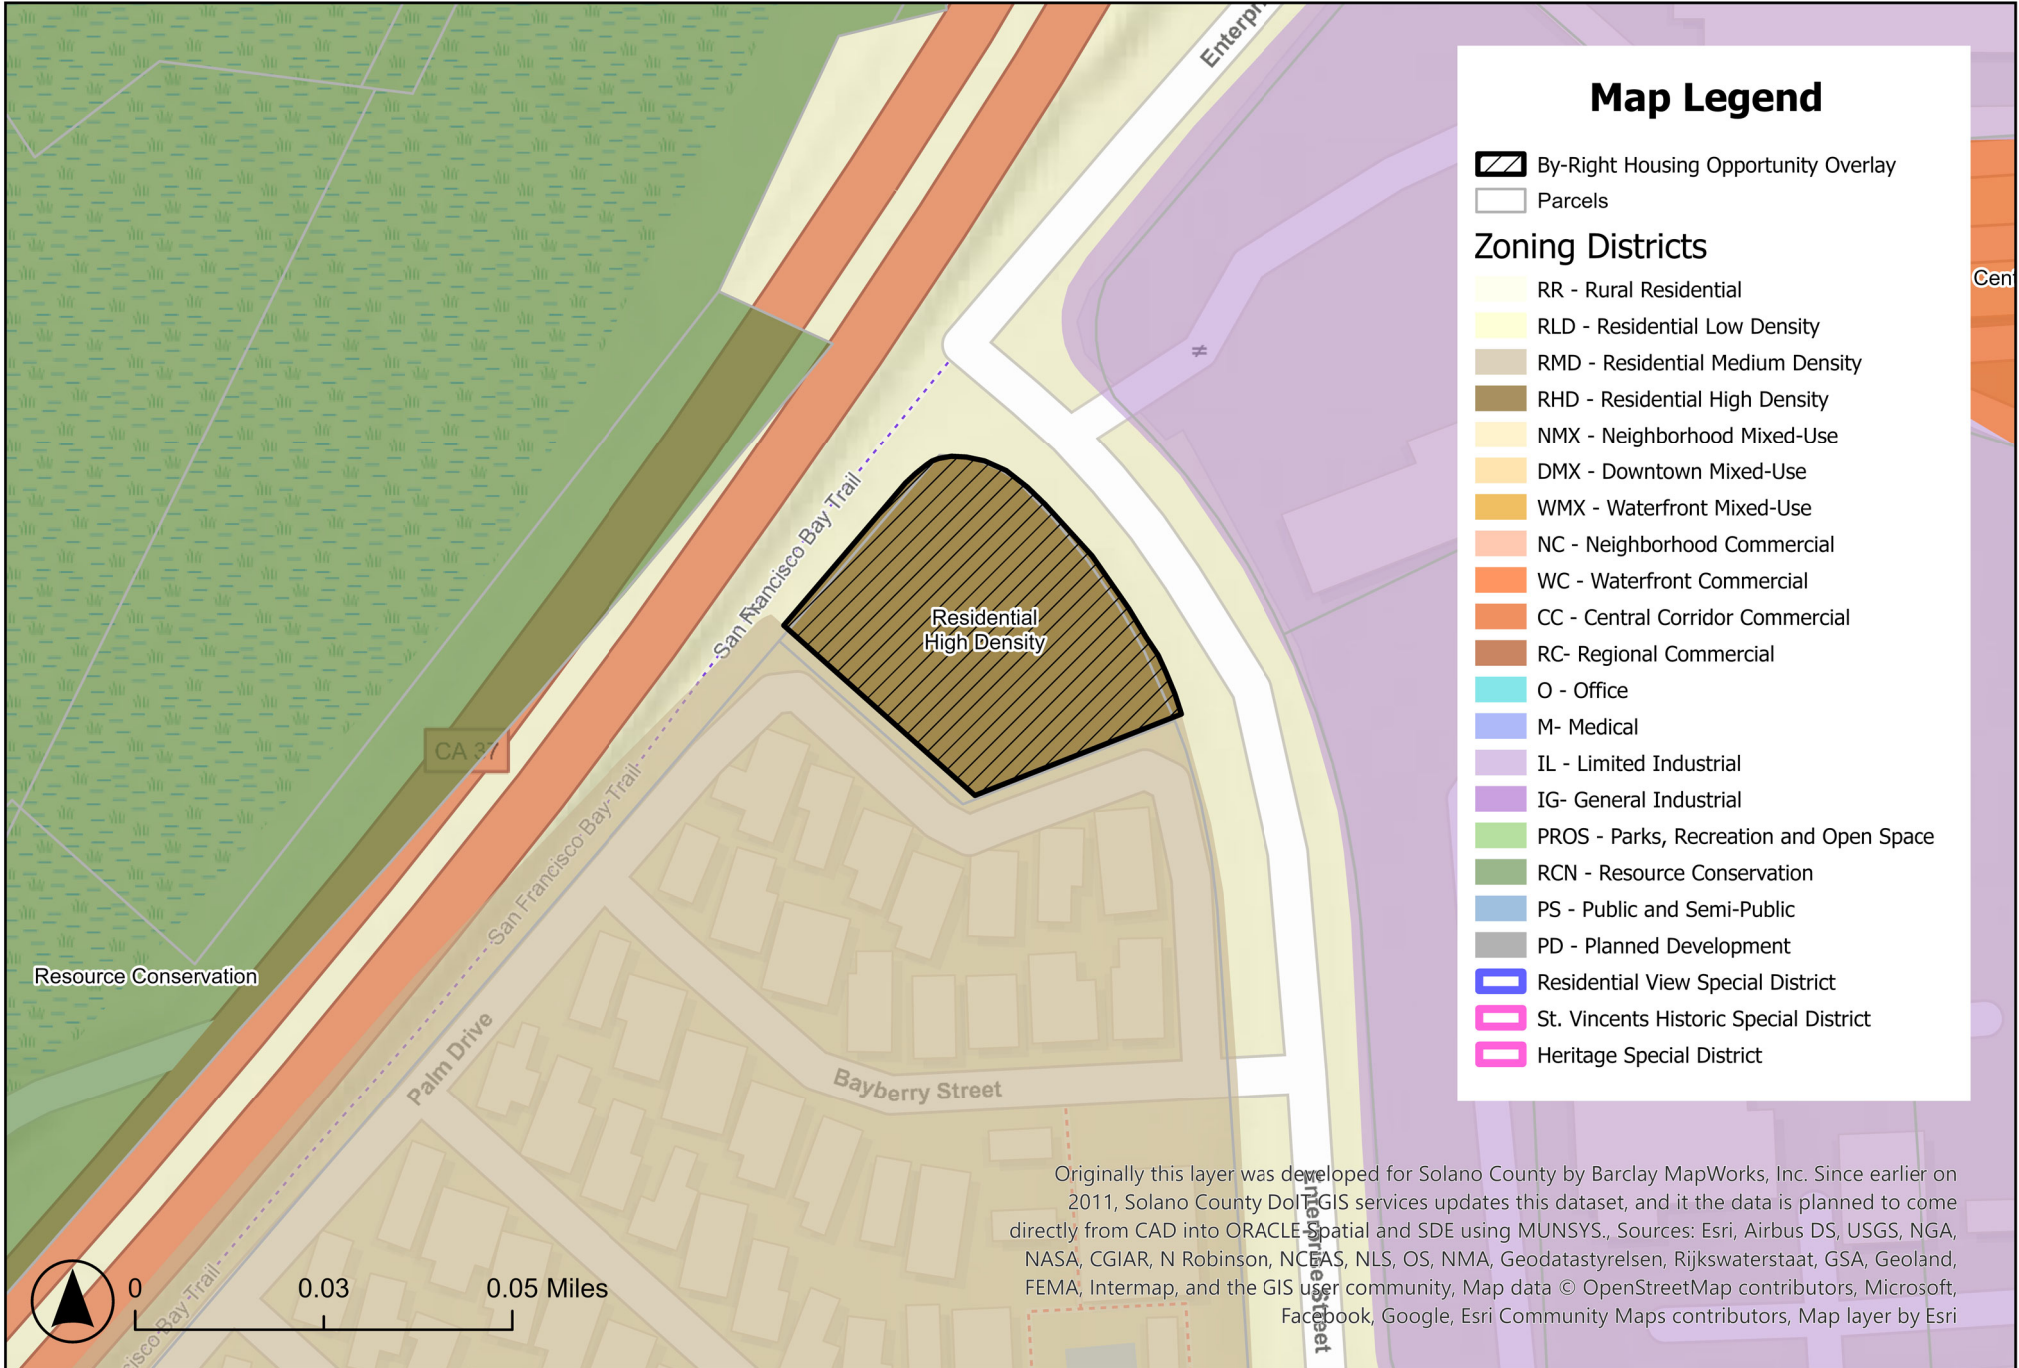 Enterpr
Map Legend
By-Right Housing Opportunity Overlay
Parcels
Zoning Districts
RR - Rural Residential
RLD - Residential Low Density
RMD - Residential Medium Density
RHD - Residential High Density
NMX - Neighborhood Mixed-Use
DMX - Downtown Mixed-Use
WMX - Waterfront Mixed-Use
NC - Neighborhood Commercial
WC - Waterfront Commercial
CC - Central Corridor Commercial
RC- Regional Commercial
O - Office
M- Medical
IL - Limited Industrial
IG- General Industrial
PROS - Parks, Recreation and Open Space
RCN - Resource Conservation
PS - Public and Semi-Public
PD - Planned Development
Residential View Special District
St. Vincents Historic Special District
Heritage Special District
Cent
San Francisco Bay Trail
Residential
High Density
CA 37
San Francisco Bay Trail
Resource Conservation
Palm Drive
Bayberry Street
Enterprise Street
cisco Bay Trail
0 0.03 0.05 Miles
Originally this layer was developed for Solano County by Barclay MapWorks, Inc. Since earlier on
2011, Solano County DoIT GIS services updates this dataset, and it the data is planned to come
directly from CAD into ORACLE Spatial and SDE using MUNSYS., Sources: Esri, Airbus DS, USGS, NGA,
NASA, CGIAR, N Robinson, NCEAS, NLS, OS, NMA, Geodatastyrelsen, Rijkswaterstaat, GSA, Geoland,
FEMA, Intermap, and the GIS user community, Map data © OpenStreetMap contributors, Microsoft,
Facebook, Google, Esri Community Maps contributors, Map layer by Esri